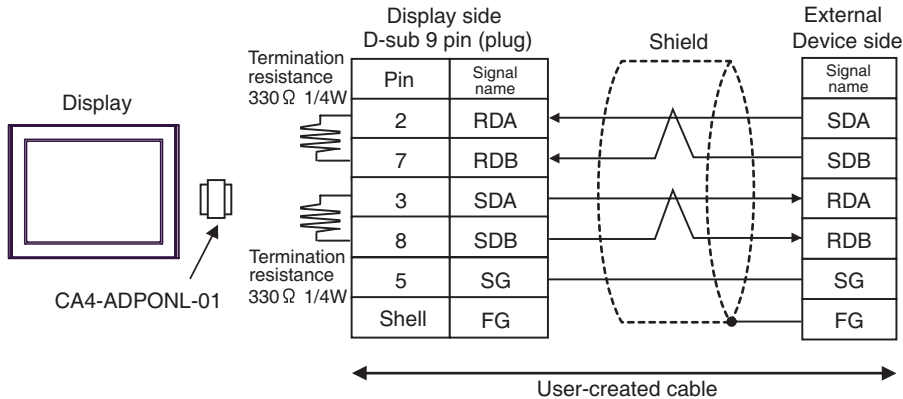 Display side
D-sub 9 pin (plug)
Shield
External
Device side
Termination
resistance
330Ω 1/4W
Pin
Signal
name
Signal
name
Display
2
RDA
SDA
7
RDB
SDB
3
SDA
RDA
8
SDB
RDB
Termination
resistance
330Ω 1/4W
5
SG
SG
CA4-ADPONL-01
Shell
FG
FG
User-created cable